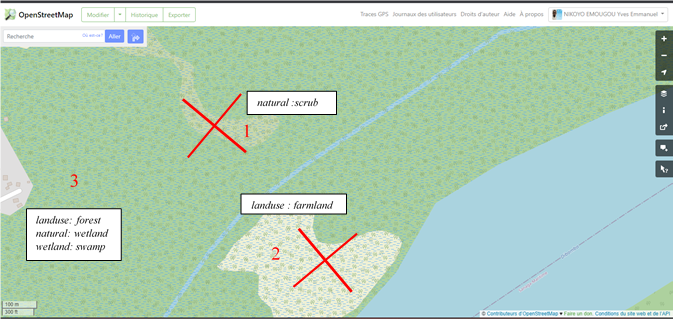 OpenStreetMap Modifier Historique Exporter Traces GPS Journaux des utilisateurs Droits d'auteur Aide À propos NIKOYO EMOUGOU Yves Emmanuel
Recherche Où est-ce? Aller
natural :scrub
1
3
landuse : farmland
landuse: forest
natural: wetland
wetland: swamp
2
100 m
300 ft
© Contributeurs d'OpenStreetMap ♥ Faire un don. Conditions du site web et de l'API